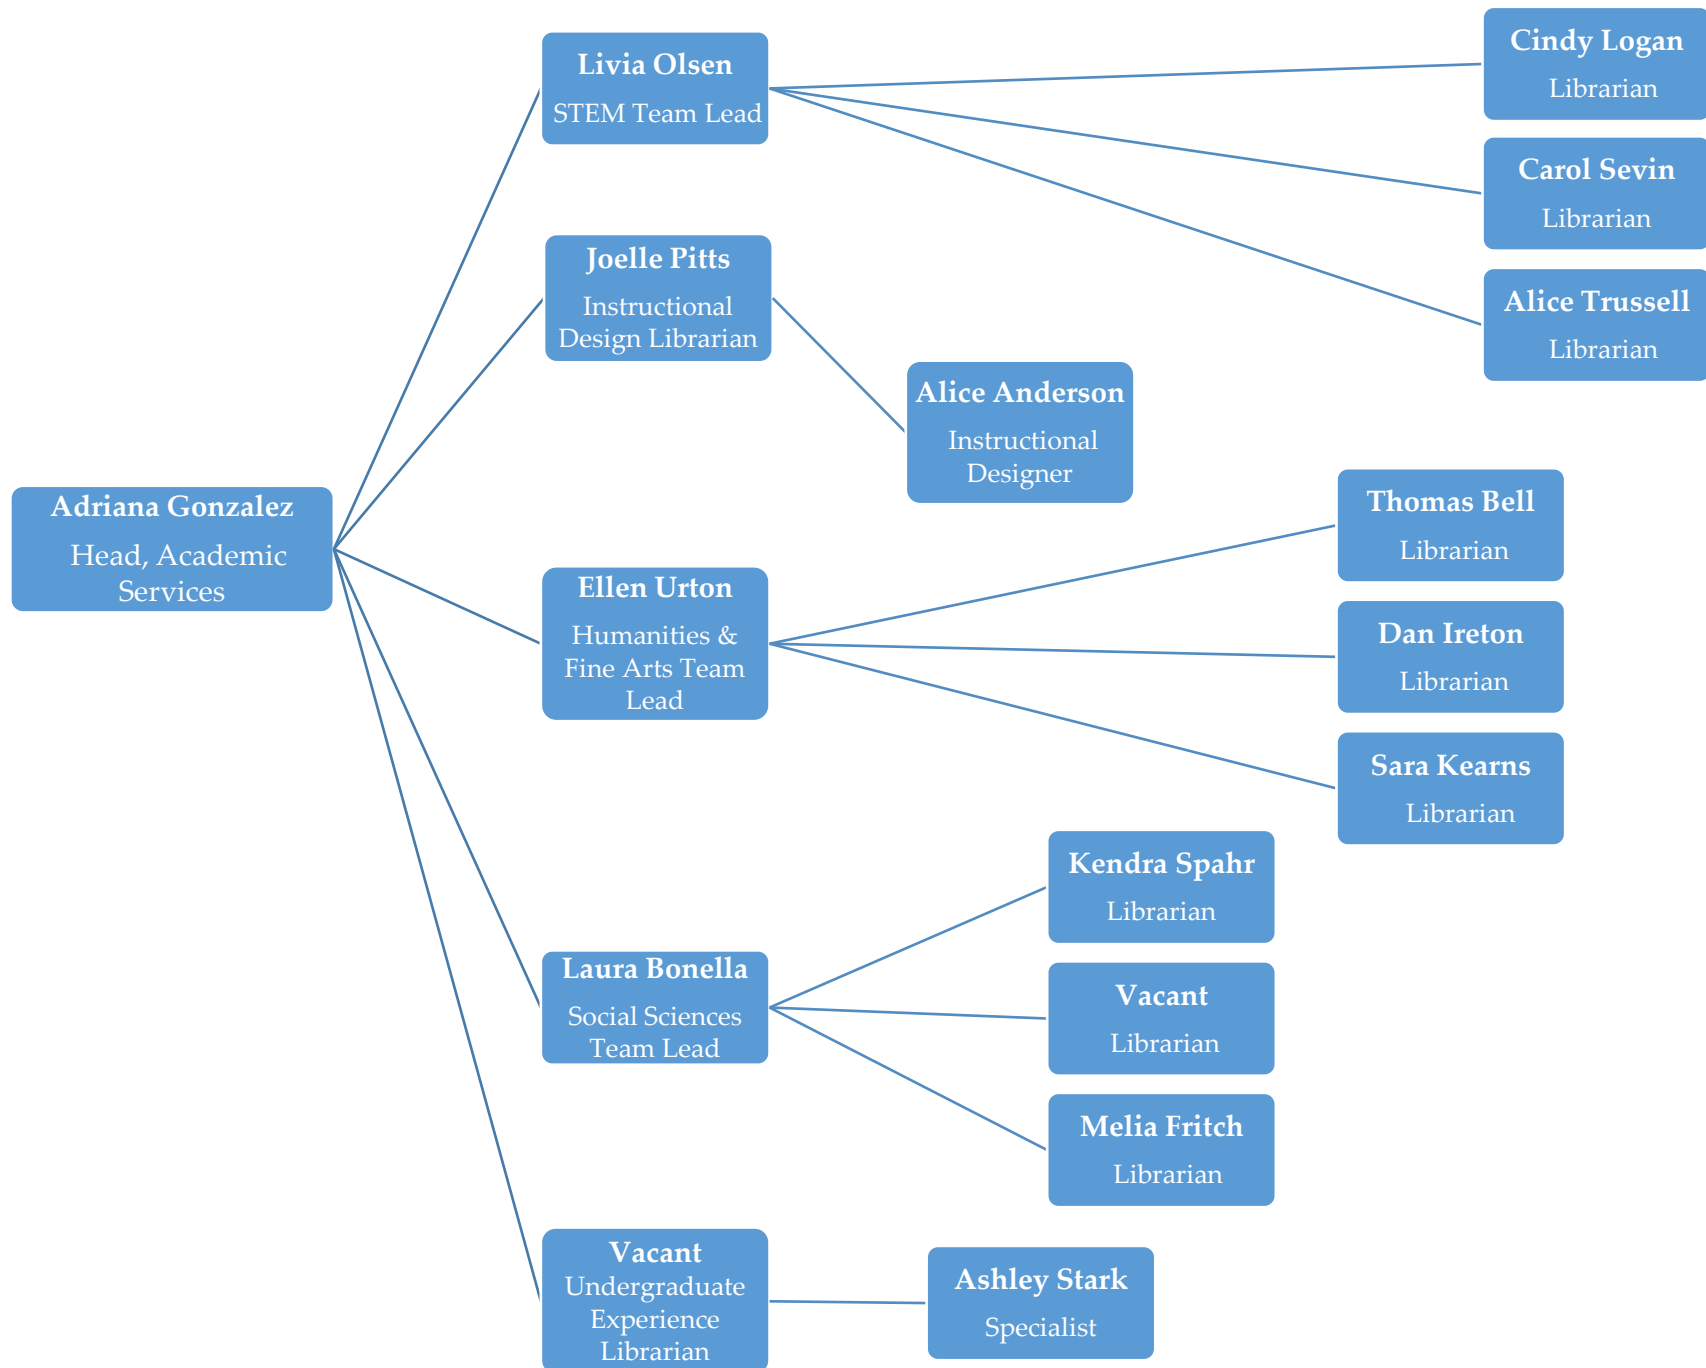 Adriana Gonzalez
Head, Academic
Services
Livia Olsen
STEM Team Lead
Cindy Logan
Librarian
Carol Sevin
Librarian
Alice Trussell
Librarian
Joelle Pitts
Instructional
Design Librarian
Alice Anderson
Instructional
Designer
Ellen Urton
Humanities &
Fine Arts Team
Lead
Thomas Bell
Librarian
Dan Ireton
Librarian
Sara Kearns
Librarian
Laura Bonella
Social Sciences
Team Lead
Kendra Spahr
Librarian
Vacant
Librarian
Melia Fritch
Librarian
Vacant
Undergraduate
Experience
Librarian
Ashley Stark
Specialist